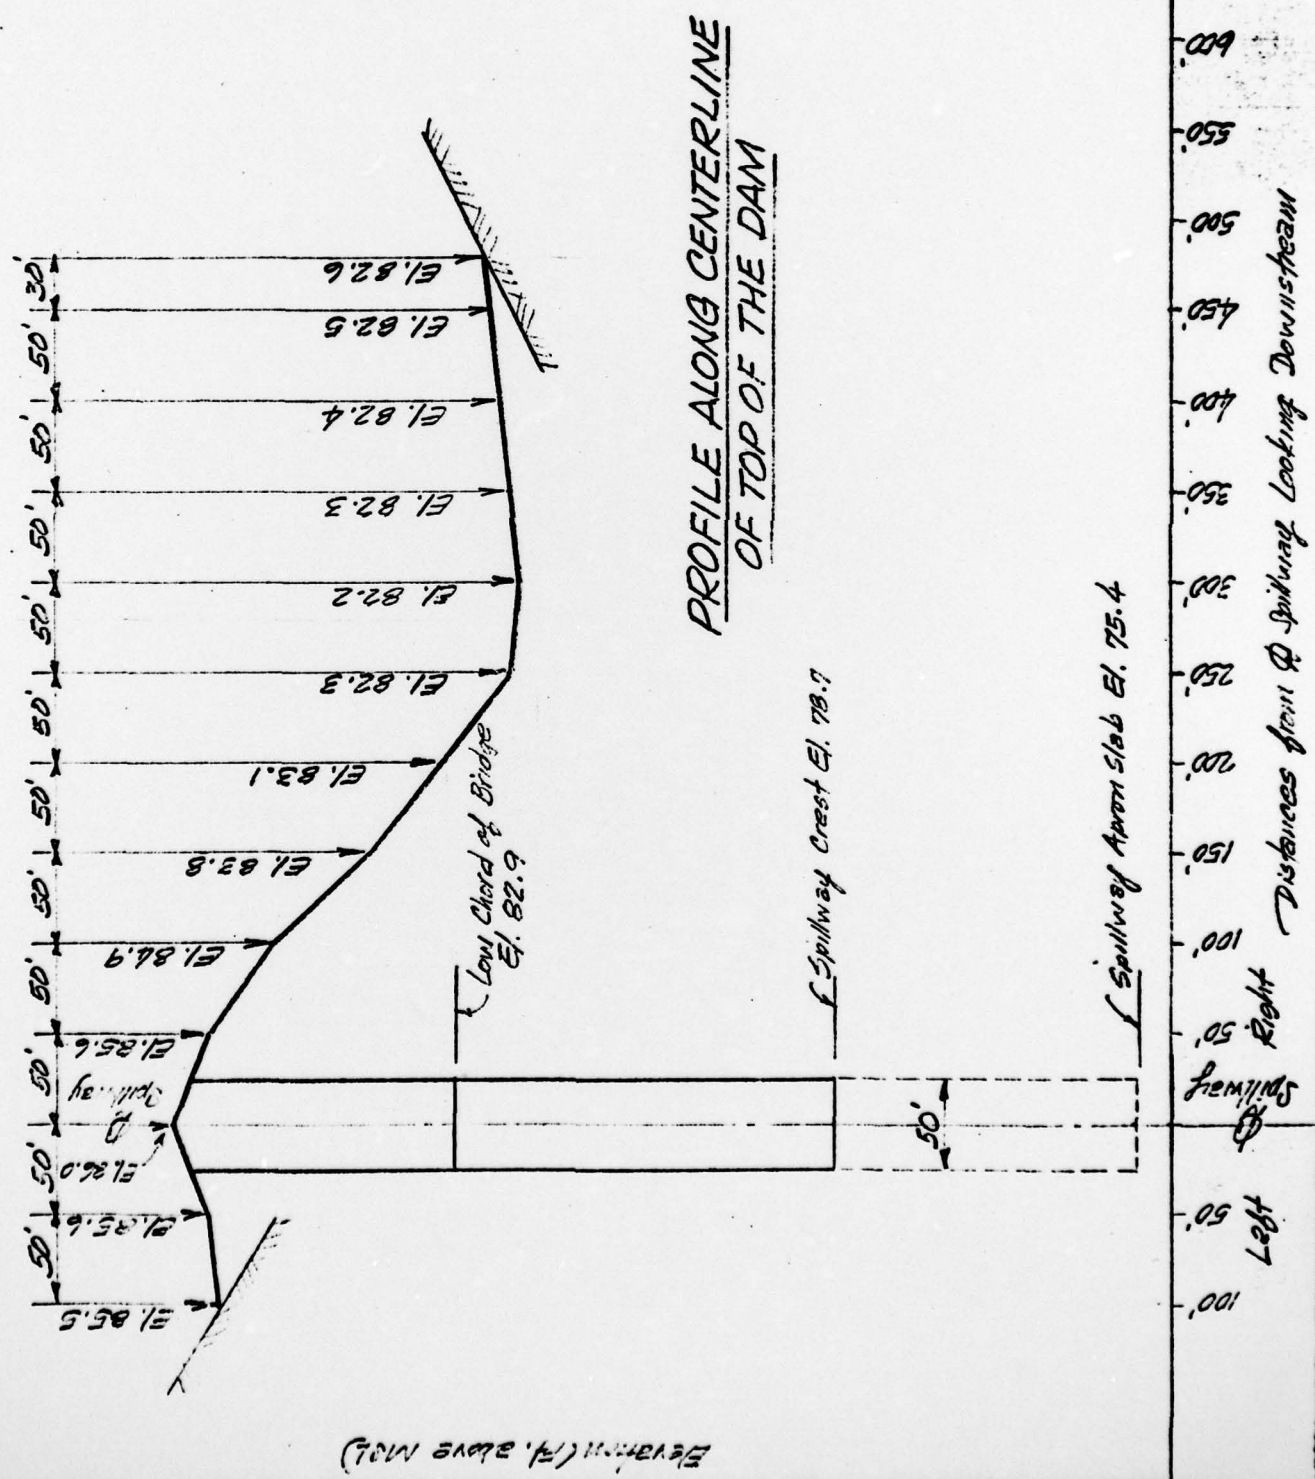 PROFILE ALONG CENTERLINE
OF TOP OF THE DAM
50'
50'
50'
50'
50'
50'
50'
50'
50'
50'
50'
30'
El. 85.5
El. 85.6
El. 86.0
℄
Spillway
El. 85.6
El. 84.9
El. 83.8
El. 83.1
El. 82.3
El. 82.2
El. 82.3
El. 82.4
El. 82.5
El. 82.6
Low Chord of Bridge
El. 82.9
Spillway Crest El. 78.7
50'
Spillway Apron Slab El. 75.4
Elevation (Ft. above MSL)
100'
50'
Spillway
50'
100'
150'
200'
250'
300'
350'
400'
450'
500'
550'
600'
Left
℄
Right
Distances from ℄ Spillway Looking Downstream